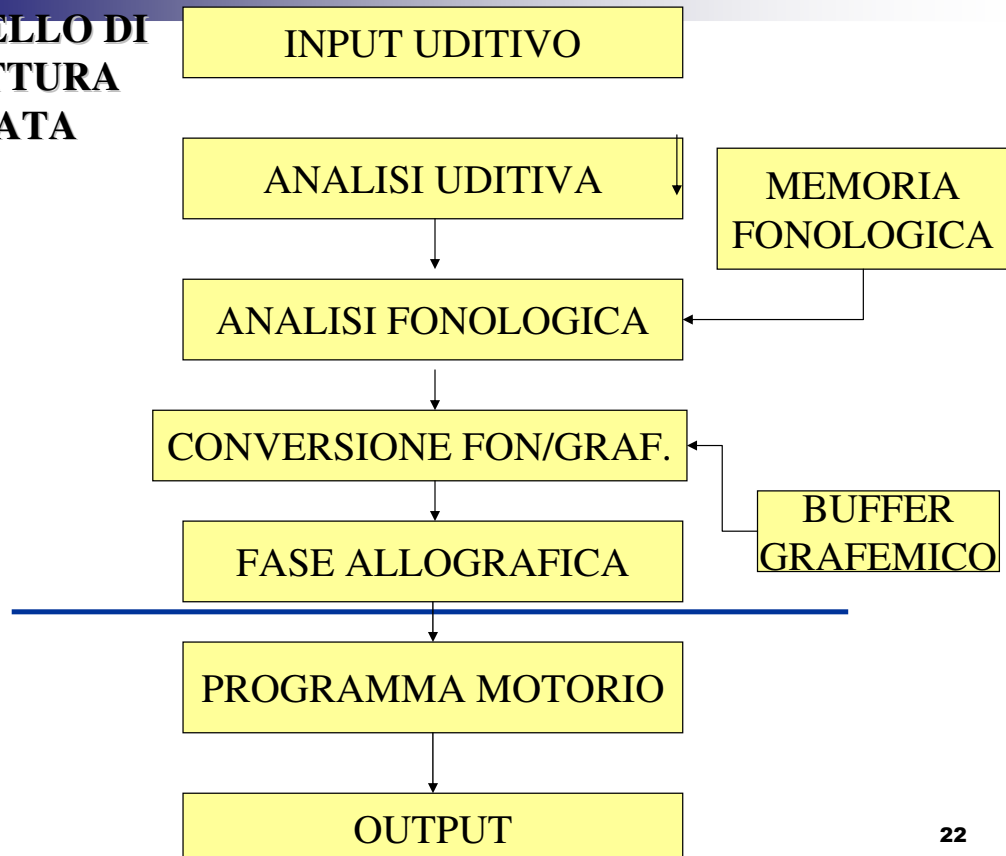 ELLO DI
TTURA
ATA
INPUT UDITIVO
ANALISI UDITIVA
MEMORIA
FONOLOGICA
ANALISI FONOLOGICA
CONVERSIONE FON/GRAF.
BUFFER
GRAFEMICO
FASE ALLOGRAFICA
PROGRAMMA MOTORIO
OUTPUT
22